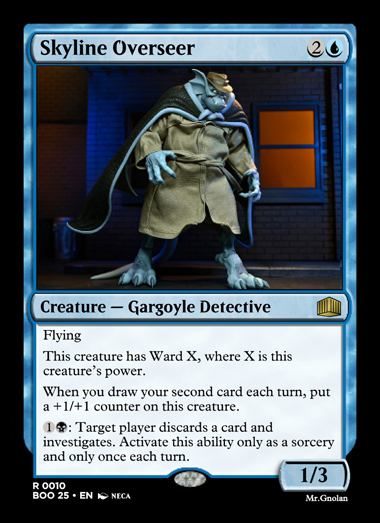 Skyline Overseer 2
Creature — Gargoyle Detective
Flying
This creature has Ward X, where X is this
creature's power.
When you draw your second card each turn, put
a +1/+1 counter on this creature.
1: Target player discards a card and
investigates. Activate this ability only as a sorcery
and only once each turn.
1/3
R 0010
BOO 25 • EN NECA
Mr.Gnolan